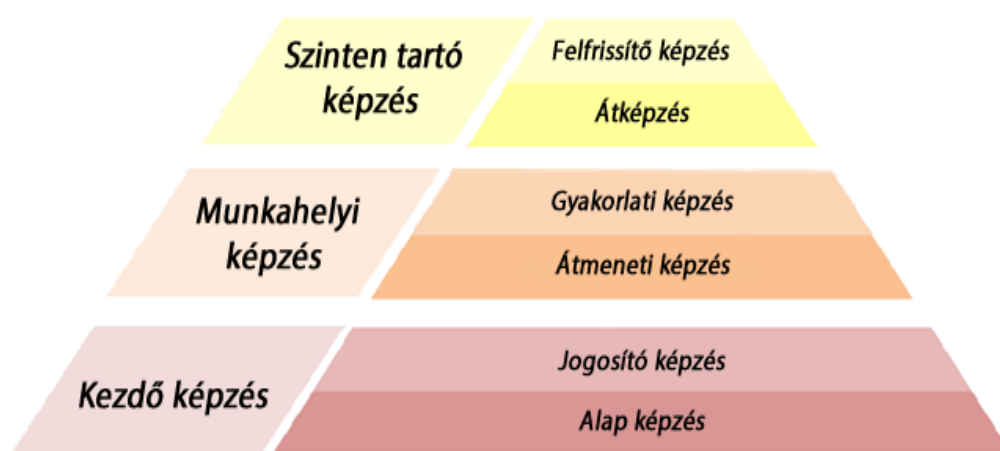 Szinten tartó
képzés
Felfrissítő képzés
Átképzés
Munkahelyi
képzés
Gyakorlati képzés
Átmeneti képzés
Kezdő képzés
Jogosító képzés
Alap képzés